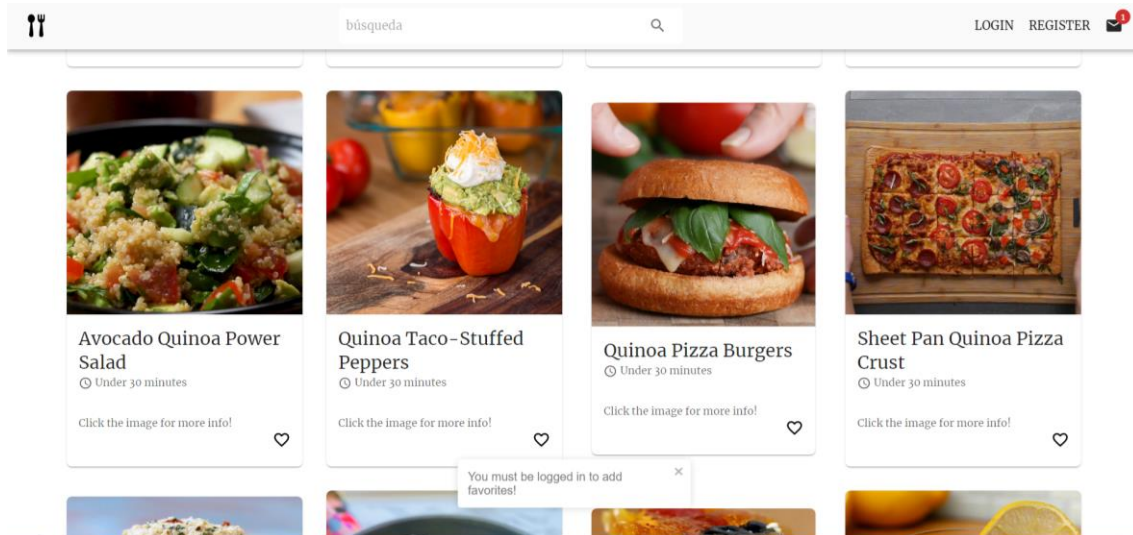 búsqueda
LOGIN REGISTER 1
Avocado Quinoa Power
Salad
Under 30 minutes
Click the image for more info!
Quinoa Taco-Stuffed
Peppers
Under 30 minutes
Click the image for more info!
Quinoa Pizza Burgers
Under 30 minutes
Click the image for more info!
Sheet Pan Quinoa Pizza
Crust
Under 30 minutes
Click the image for more info!
You must be logged in to add
favorites!